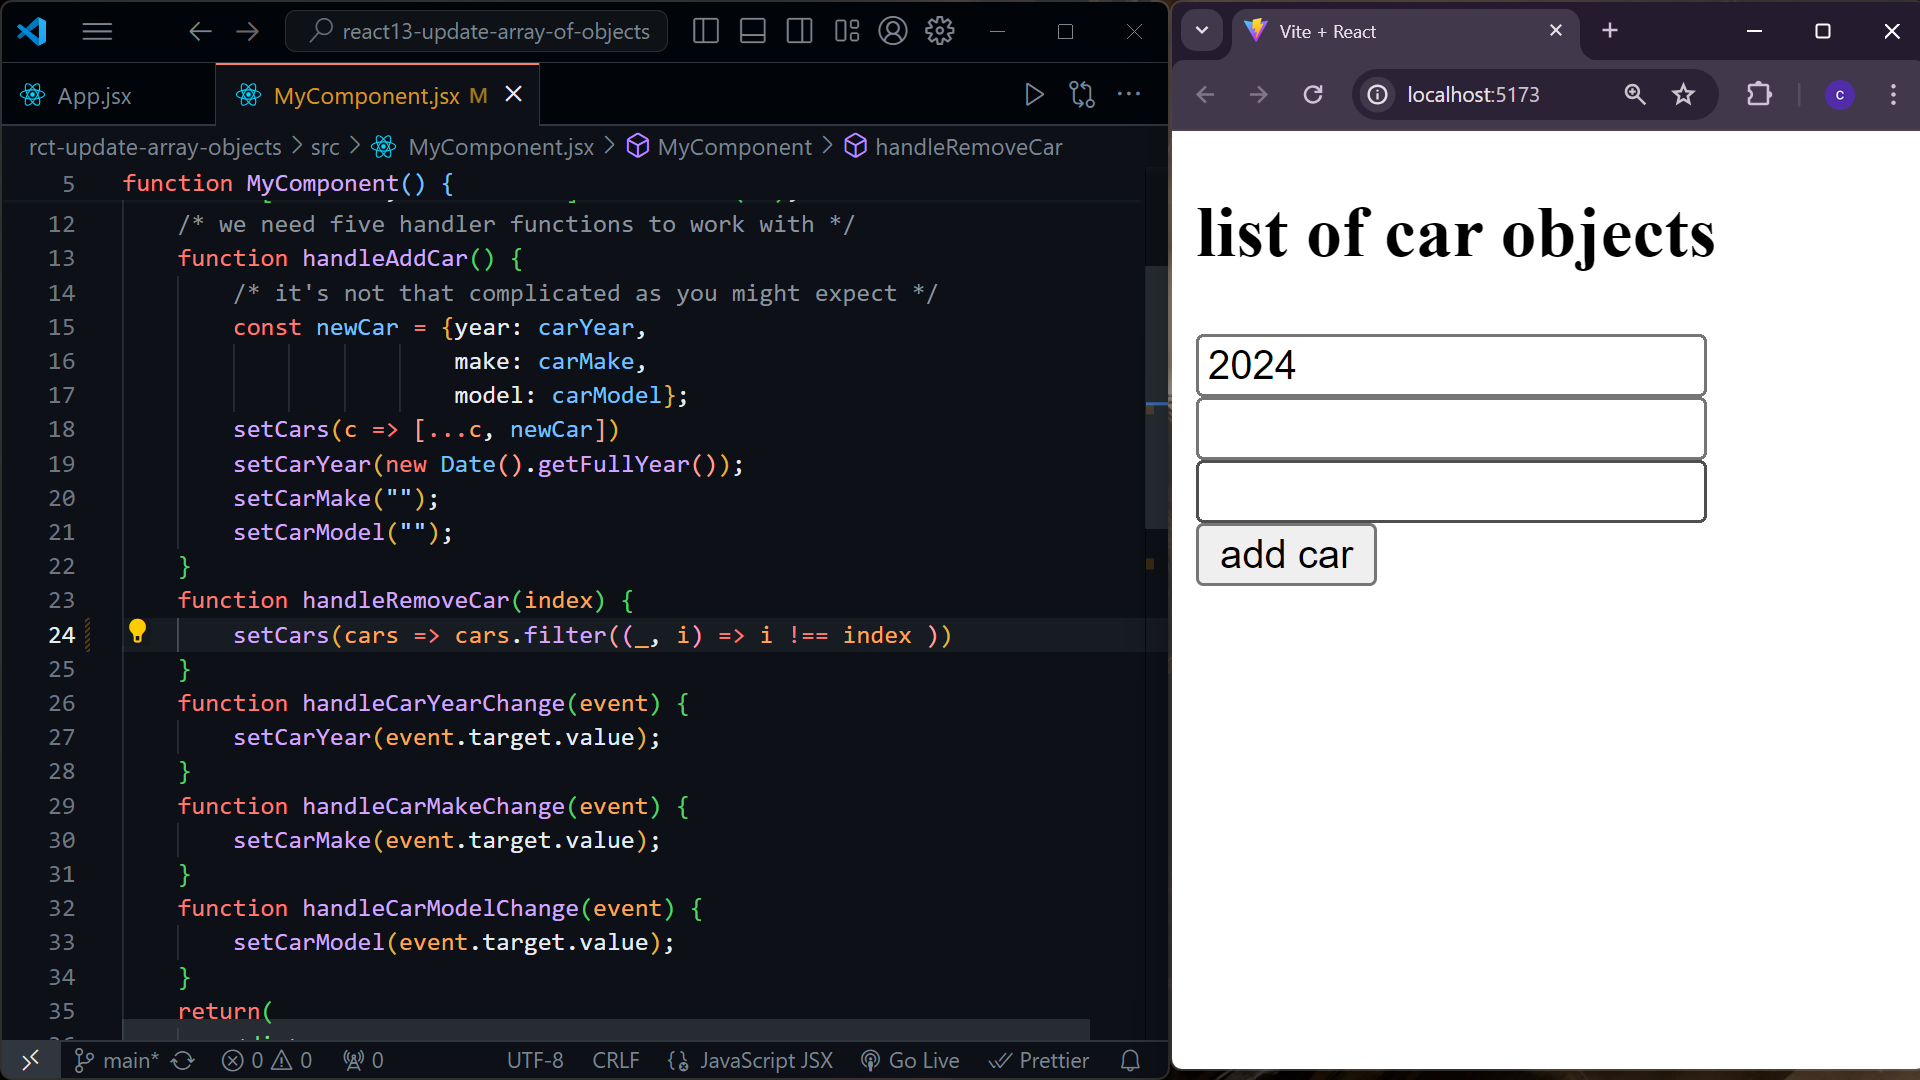 react13-update-array-of-objects
App.jsx
MyComponent.jsx M
rct-update-array-objects > src > MyComponent.jsx > MyComponent > handleRemoveCar
5 function MyComponent() {
12 /* we need five handler functions to work with */
13 function handleAddCar() {
14 /* it's not that complicated as you might expect */
15 const newCar = {year: carYear,
16 make: carMake,
17 model: carModel};
18 setCars(c => [...c, newCar])
19 setCarYear(new Date().getFullYear());
20 setCarMake("");
21 setCarModel("");
22 }
23 function handleRemoveCar(index) {
24 setCars(cars => cars.filter((_, i) => i !== index ))
25 }
26 function handleCarYearChange(event) {
27 setCarYear(event.target.value);
28 }
29 function handleCarMakeChange(event) {
30 setCarMake(event.target.value);
31 }
32 function handleCarModelChange(event) {
33 setCarModel(event.target.value);
34 }
35 return(
main* 0 0 0 UTF-8 CRLF JavaScript JSX Go Live Prettier
Vite + React
localhost:5173
c
list of car objects
2024
add car